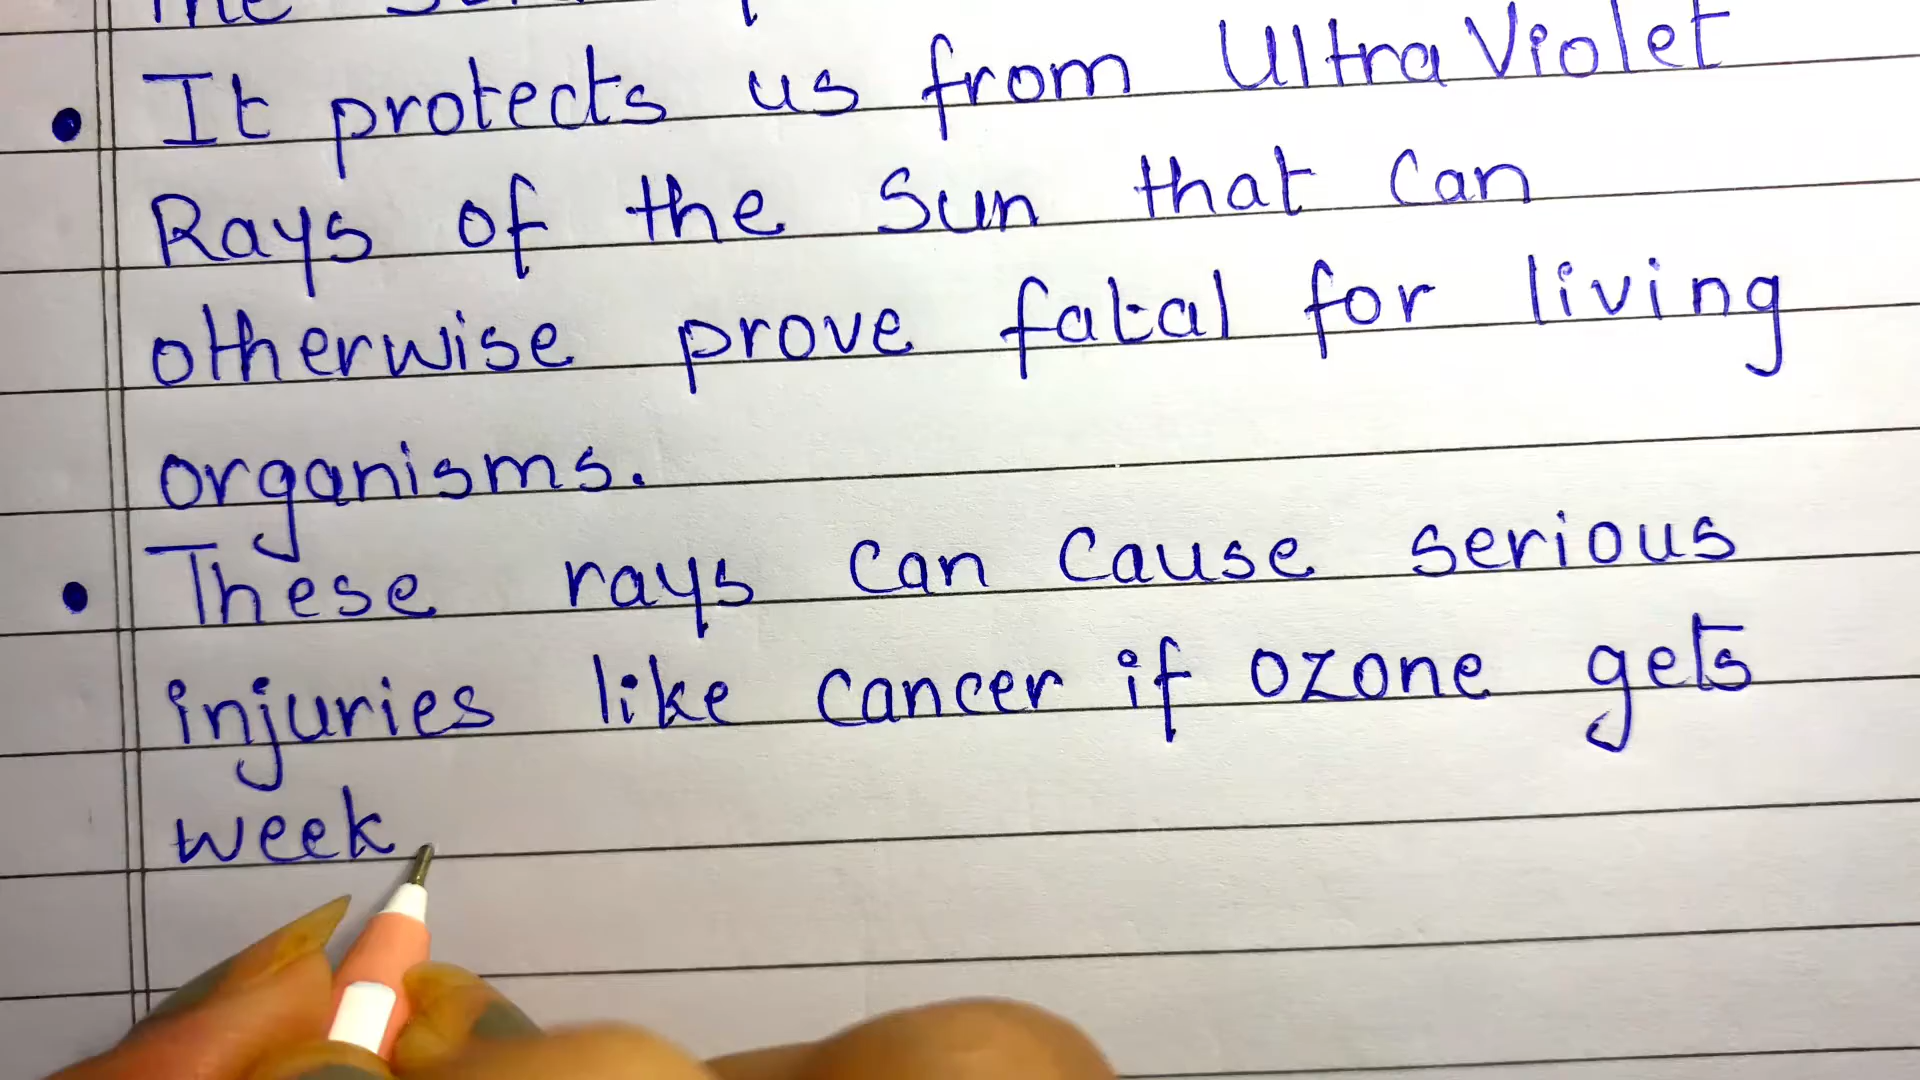 the
• It protects us from Ultra Violet
Rays of the Sun that can
otherwise prove fatal for living
organisms.
• These rays can cause serious
injuries like cancer if ozone gets
week